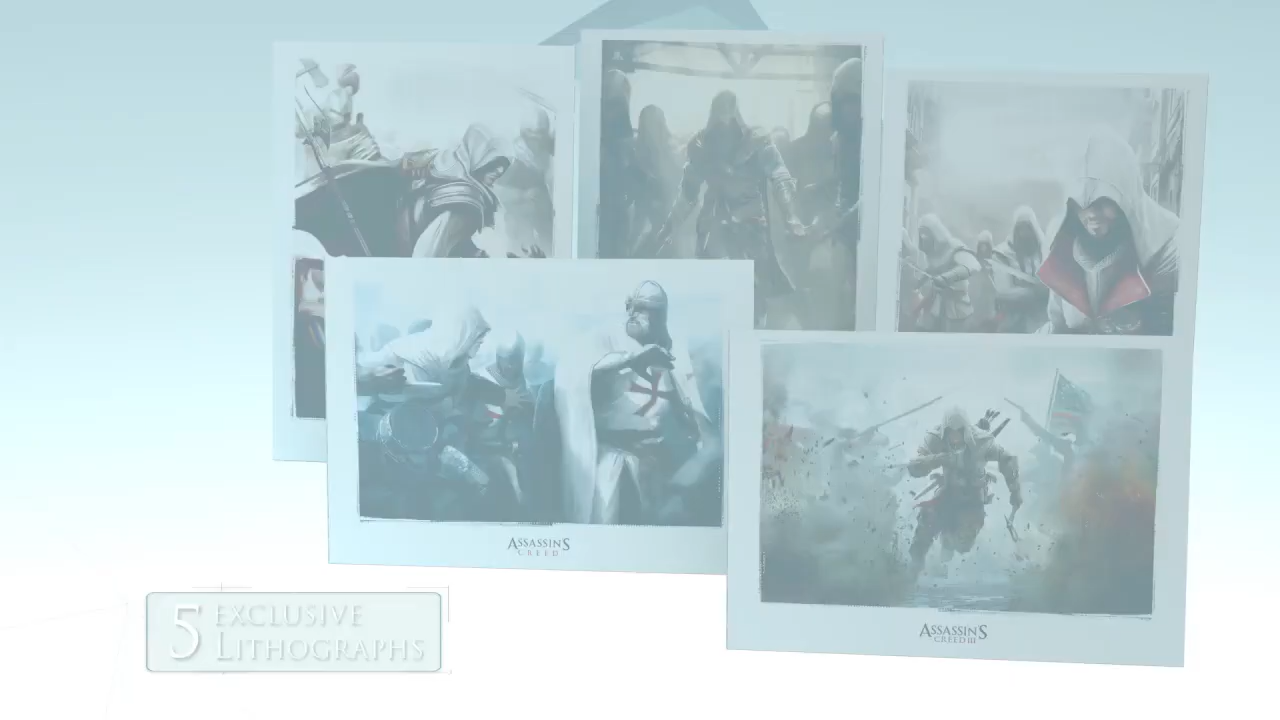 ASSASSIN'S
CREED
ASSASSIN'S
CREED III
5 EXCLUSIVE
LITHOGRAPHS